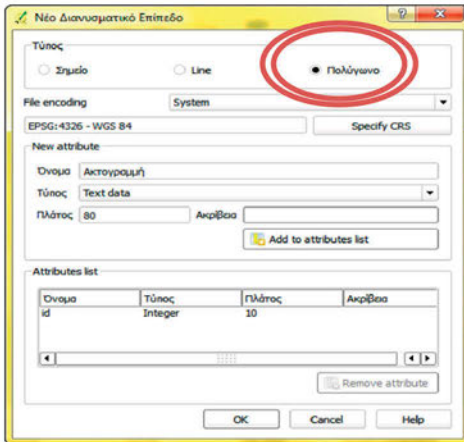 Νέο Διανυσματικό Επίπεδο
Τύπος
Σημείο Line Πολύγωνο
File encoding System
EPSG:4326 - WGS 84 Specify CRS
New attribute
Όνομα Ακτογραμμή
Τύπος Text data
Πλάτος 80 Ακρίβεια
Add to attributes list
Attributes list
Όνομα Τύπος Πλάτος Ακρίβεια
id Integer 10
Remove attribute
OK Cancel Help